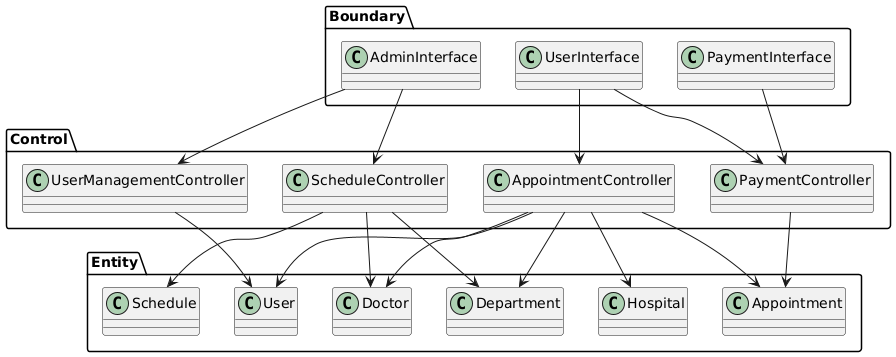 Boundary
C AdminInterface
C UserInterface
C PaymentInterface
Control
C UserManagementController
C ScheduleController
C AppointmentController
C PaymentController
Entity
C Schedule
C User
C Doctor
C Department
C Hospital
C Appointment